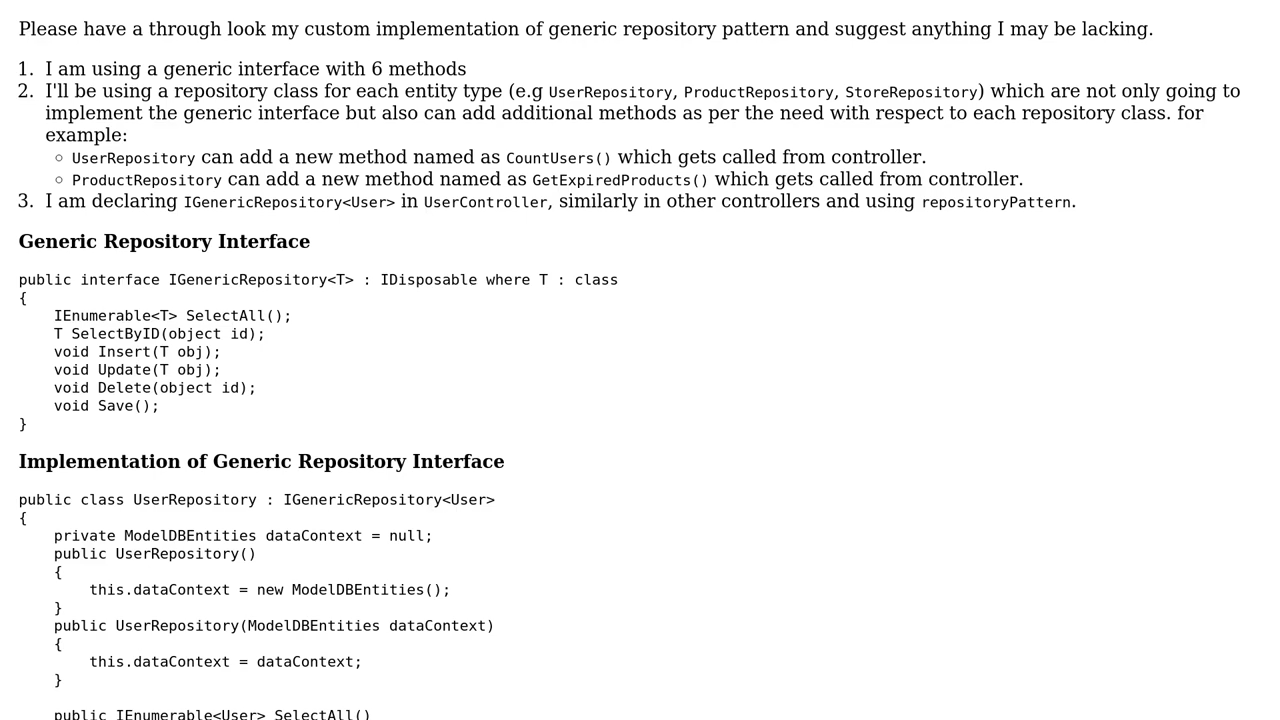 Please have a through look my custom implementation of generic repository pattern and suggest anything I may be lacking.
1. I am using a generic interface with 6 methods
2. I'll be using a repository class for each entity type (e.g UserRepository, ProductRepository, StoreRepository) which are not only going to
implement the generic interface but also can add additional methods as per the need with respect to each repository class. for
example:
◦ UserRepository can add a new method named as CountUsers() which gets called from controller.
◦ ProductRepository can add a new method named as GetExpiredProducts() which gets called from controller.
3. I am declaring IGenericRepository<User> in UserController, similarly in other controllers and using repositoryPattern.
Generic Repository Interface
public interface IGenericRepository<T> : IDisposable where T : class
{
    IEnumerable<T> SelectAll();
    T SelectByID(object id);
    void Insert(T obj);
    void Update(T obj);
    void Delete(object id);
    void Save();
}
Implementation of Generic Repository Interface
public class UserRepository : IGenericRepository<User>
{
    private ModelDBEntities dataContext = null;
    public UserRepository()
    {
        this.dataContext = new ModelDBEntities();
    }
    public UserRepository(ModelDBEntities dataContext)
    {
        this.dataContext = dataContext;
    }
    public IEnumerable<User> SelectAll()